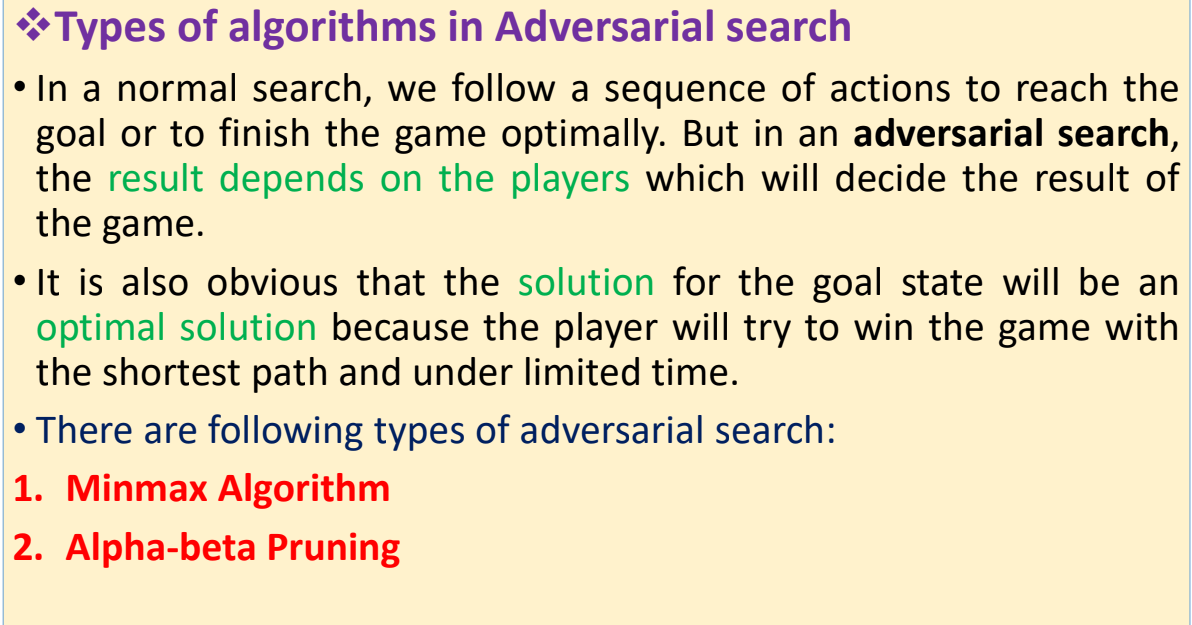 ❖Types of algorithms in Adversarial search
• In a normal search, we follow a sequence of actions to reach the
goal or to finish the game optimally. But in an adversarial search,
the result depends on the players which will decide the result of
the game.
• It is also obvious that the solution for the goal state will be an
optimal solution because the player will try to win the game with
the shortest path and under limited time.
• There are following types of adversarial search:
1. Minmax Algorithm
2. Alpha-beta Pruning